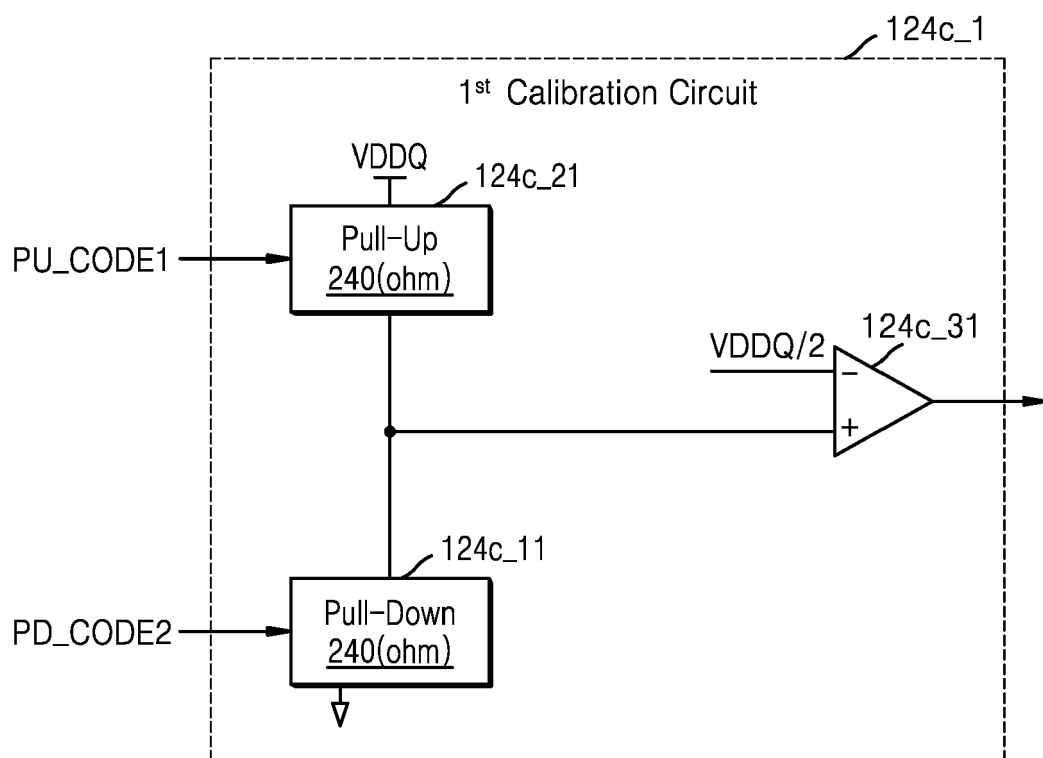 124c_1
1st Calibration Circuit
VDDQ
124c_21
PU_CODE1
Pull-Up
240(ohm)
VDDQ/2
124c_31
−
+
124c_11
PD_CODE2
Pull-Down
240(ohm)